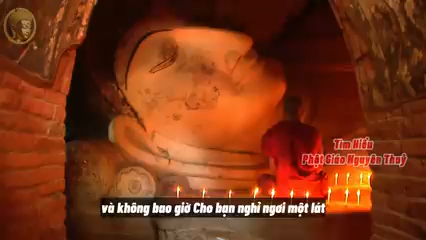 Tìm Hiểu
Phật Giáo Nguyên Thuỷ
và không bao giờ Cho bạn nghỉ ngơi một lát